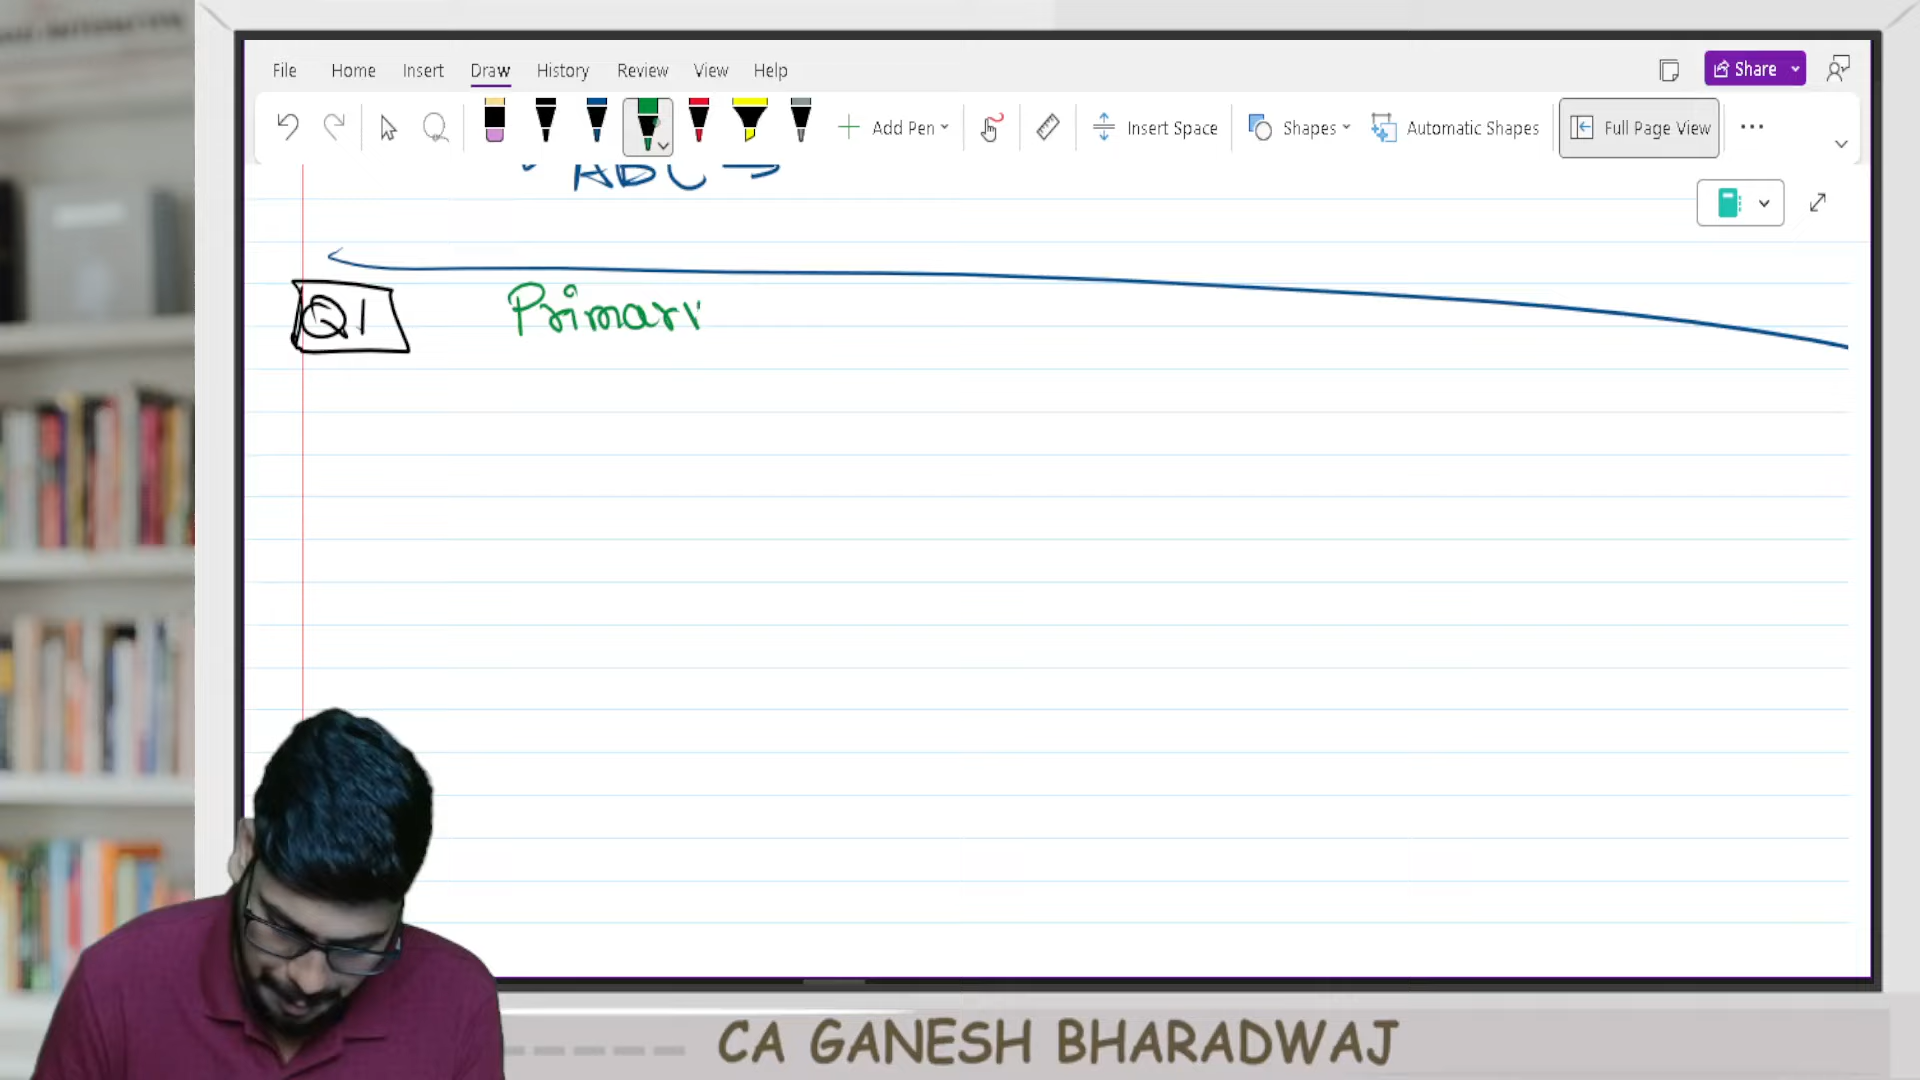 File Home Insert Draw History Review View Help Share
Add Pen Insert Space Shapes Automatic Shapes Full Page View
ABC →
Q1 Primary
CA GANESH BHARADWAJ